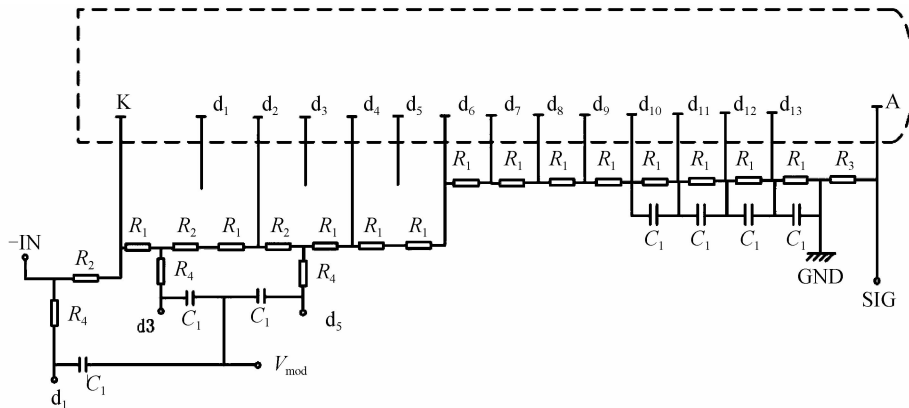 K d₁ d₂ d₃ d₄ d₅ d₆ d₇ d₈ d₉ d₁₀ d₁₁ d₁₂ d₁₃ A
R₁ R₁ R₁ R₁ R₁ R₁ R₁ R₁ R₃
R₁ R₂ R₁ R₂ R₁ R₁ R₁
C₁ C₁ C₁ C₁
−IN
R₂
R₄ R₄
GND
SIG
R₄
d3 C₁ C₁ d₅
C₁ V_mod
d₁